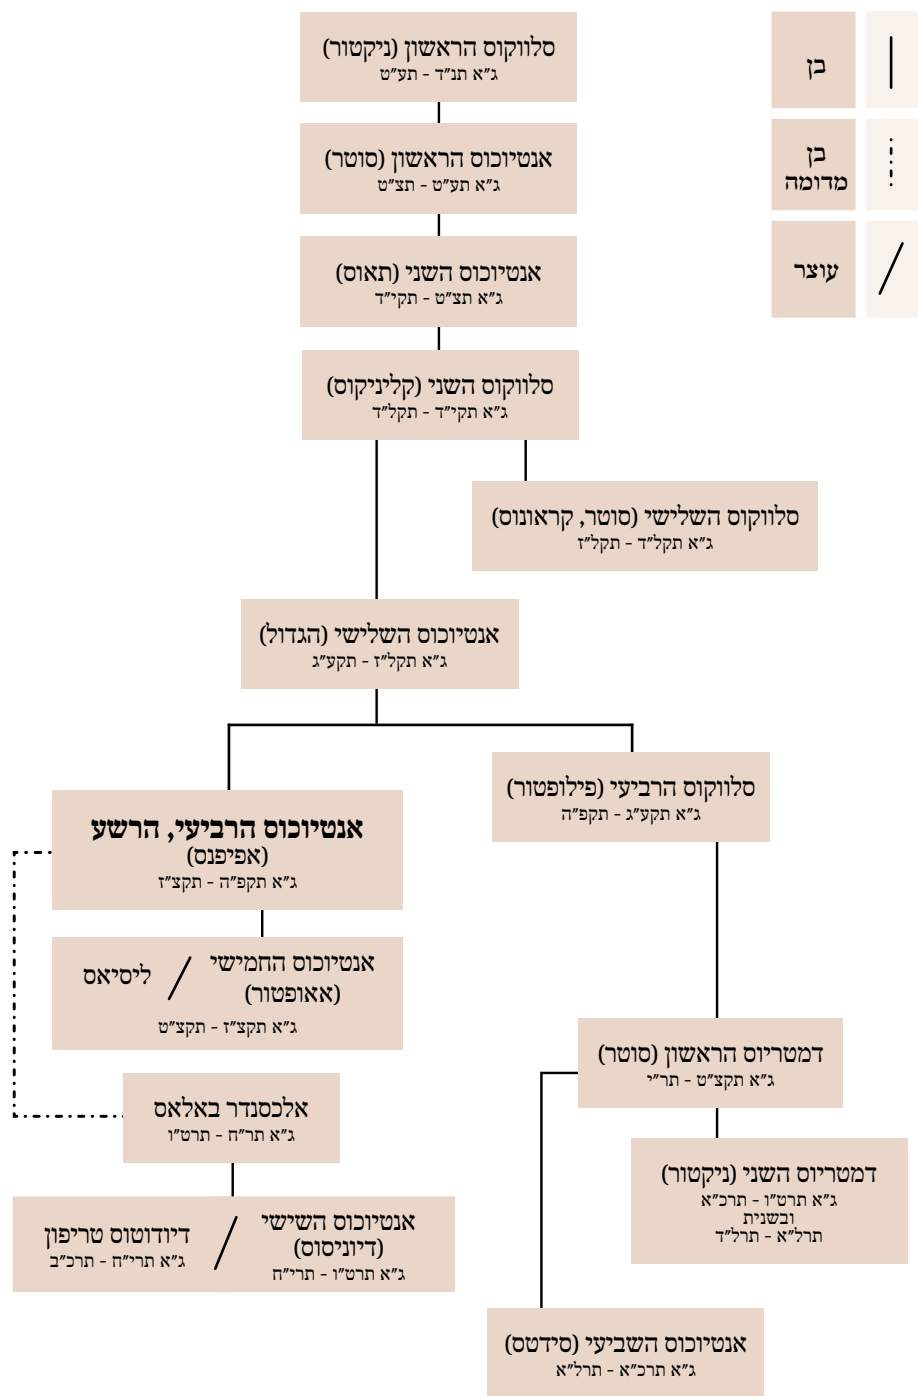 סלווקוס הראשון (ניקטור)
ג״א תנ״ד - תע״ט
בן
אנטיוכוס הראשון (סוטר)
ג״א תע״ט - תצ״ט
בן
מדומה
אנטיוכוס השני (תאוס)
ג״א תצ״ט - תקי״ד
עוצר
סלווקוס השני (קליניקוס)
ג״א תקי״ד - תקל״ד
סלווקוס השלישי (סוטר, קראונוס)
ג״א תקל״ד - תקל״ז
אנטיוכוס השלישי (הגדול)
ג״א תקל״ז - תקע״ג
סלווקוס הרביעי (פילופטור)
ג״א תקע״ג - תקפ״ה
אנטיוכוס הרביעי, הרשע
(אפיפנס)
ג״א תקפ״ה - תקצ״ז
אנטיוכוס החמישי
(אאופטור)
/
ליסיאס
ג״א תקצ״ז - תקצ״ט
דמטריוס הראשון (סוטר)
ג״א תקצ״ט - תר״י
אלכסנדר באלאס
ג״א תר״ח - תרט״ו
דמטריוס השני (ניקטור)
ג״א תרט״ו - תרכ״א
ובשנית
תרל״א - תרל״ד
אנטיוכוס השישי
(דיוניסוס)
ג״א תרט״ו - תרי״ח
/
דיודוטוס טריפון
ג״א תרי״ח - תרכ״ב
אנטיוכוס השביעי (סידטס)
ג״א תרכ״א - תרל״א